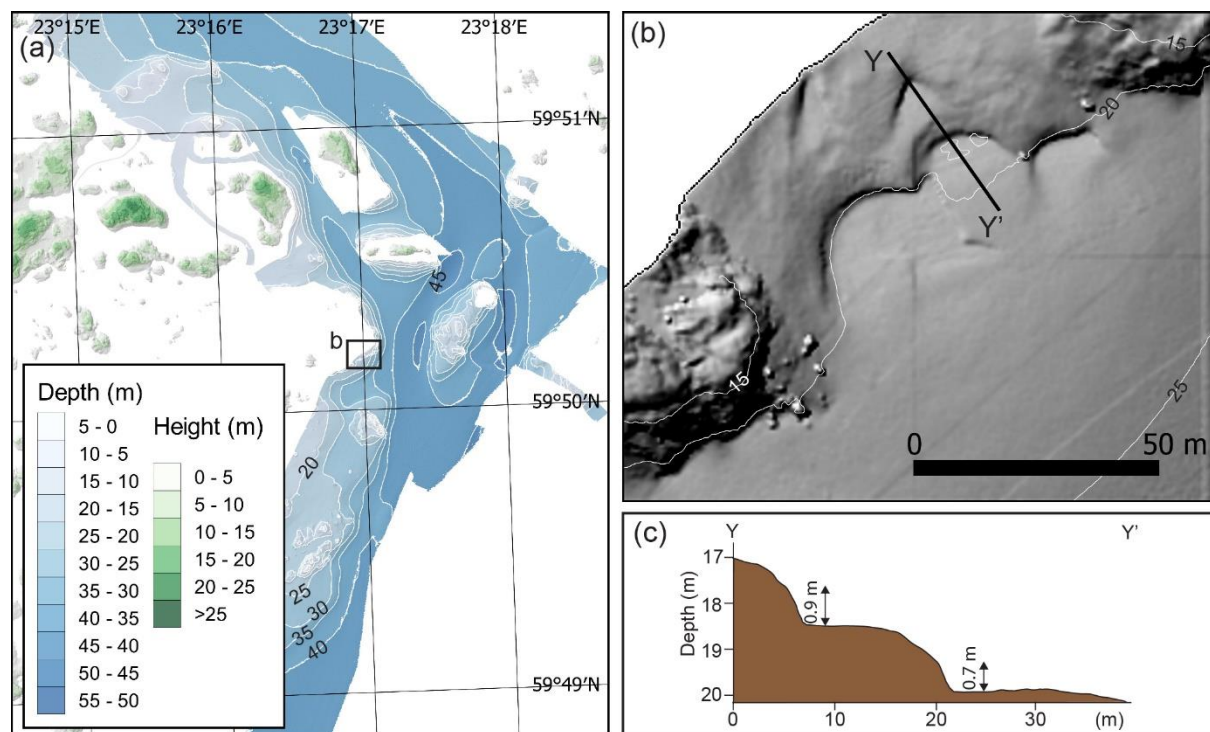 (a)
23°15'E
23°16'E
23°17'E
23°18'E
59°51'N
59°50'N
59°49'N
45
b
20
25
30
35
40
Depth (m)
5 - 0
10 - 5
15 - 10
20 - 15
25 - 20
30 - 25
35 - 30
40 - 35
45 - 40
50 - 45
55 - 50
Height (m)
0 - 5
5 - 10
10 - 15
15 - 20
20 - 25
>25
(b)
Y
Y'
15
20
15
25
0 50 m
(c)
Y Y'
Depth (m)
17
18
19
20
0.9 m
0.7 m
0 10 20 30 (m)